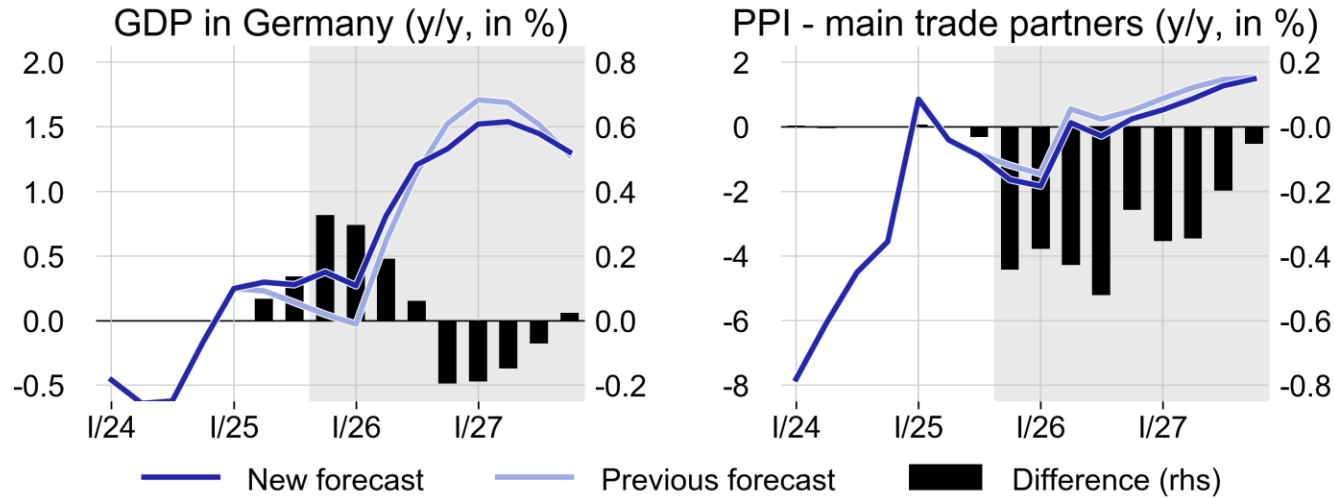 GDP in Germany (y/y, in %)
2.0
1.5
1.0
0.5
0.0
-0.5
0.8
0.6
0.4
0.2
0.0
-0.2
I/24
I/25
I/26
I/27
PPI - main trade partners (y/y, in %)
2
0
-2
-4
-6
-8
0.2
-0.0
-0.2
-0.4
-0.6
-0.8
I/24
I/25
I/26
I/27
New forecast
Previous forecast
Difference (rhs)